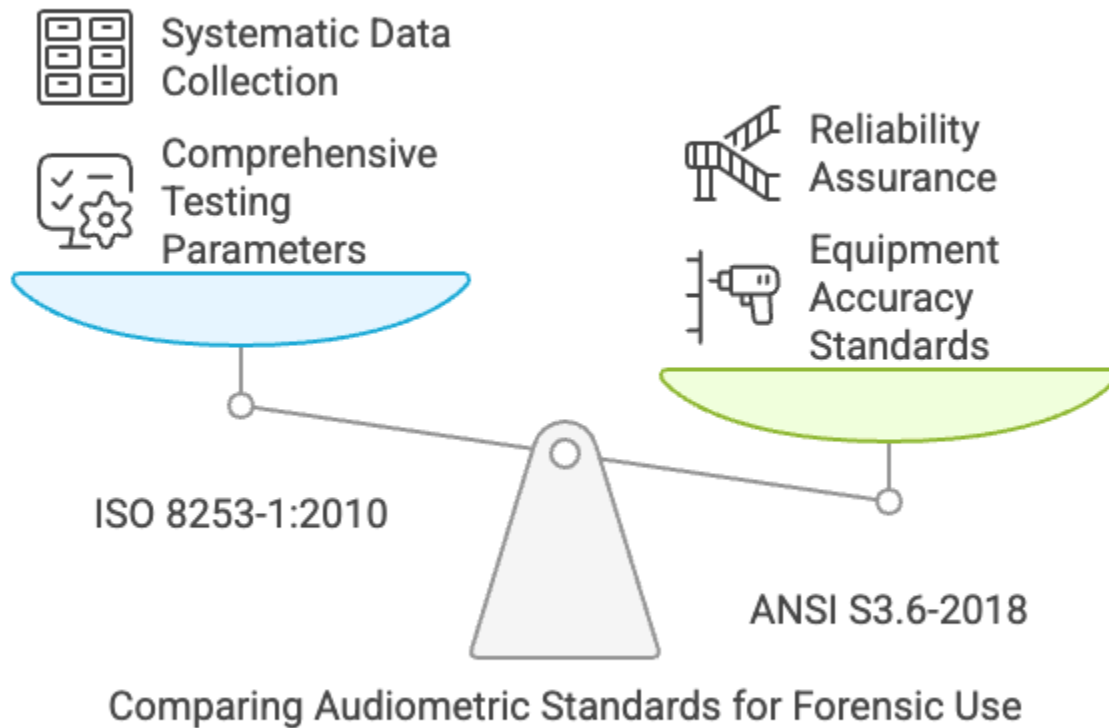 Systematic Data
Collection
Comprehensive
Testing
Parameters
Reliability
Assurance
Equipment
Accuracy
Standards
ISO 8253-1:2010
ANSI S3.6-2018
Comparing Audiometric Standards for Forensic Use